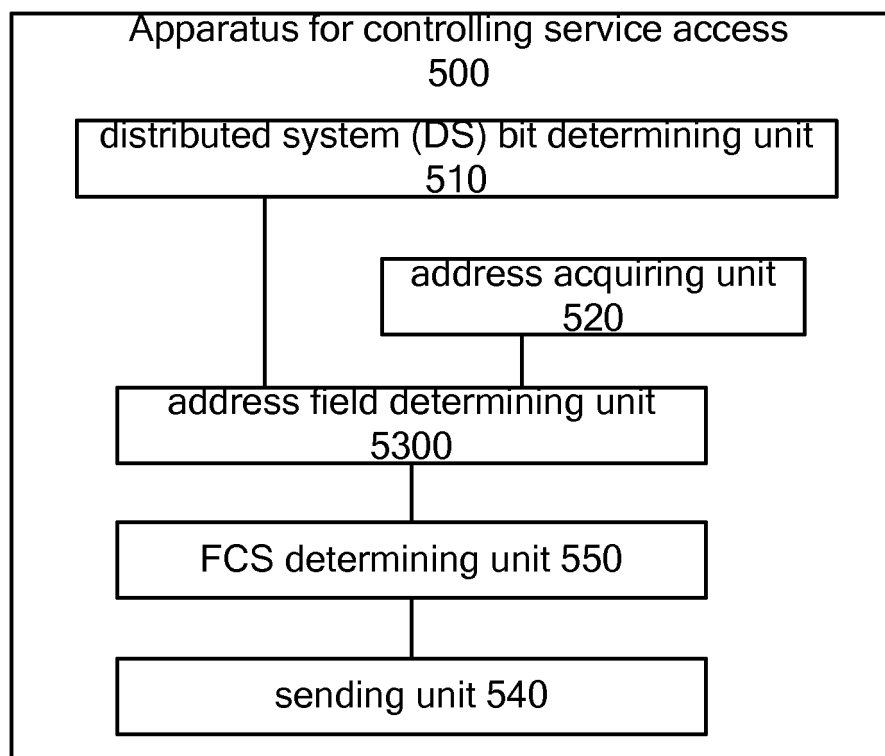 Apparatus for controlling service access
500
distributed system (DS) bit determining unit
510
address acquiring unit
520
address field determining unit
5300
FCS determining unit 550
sending unit 540